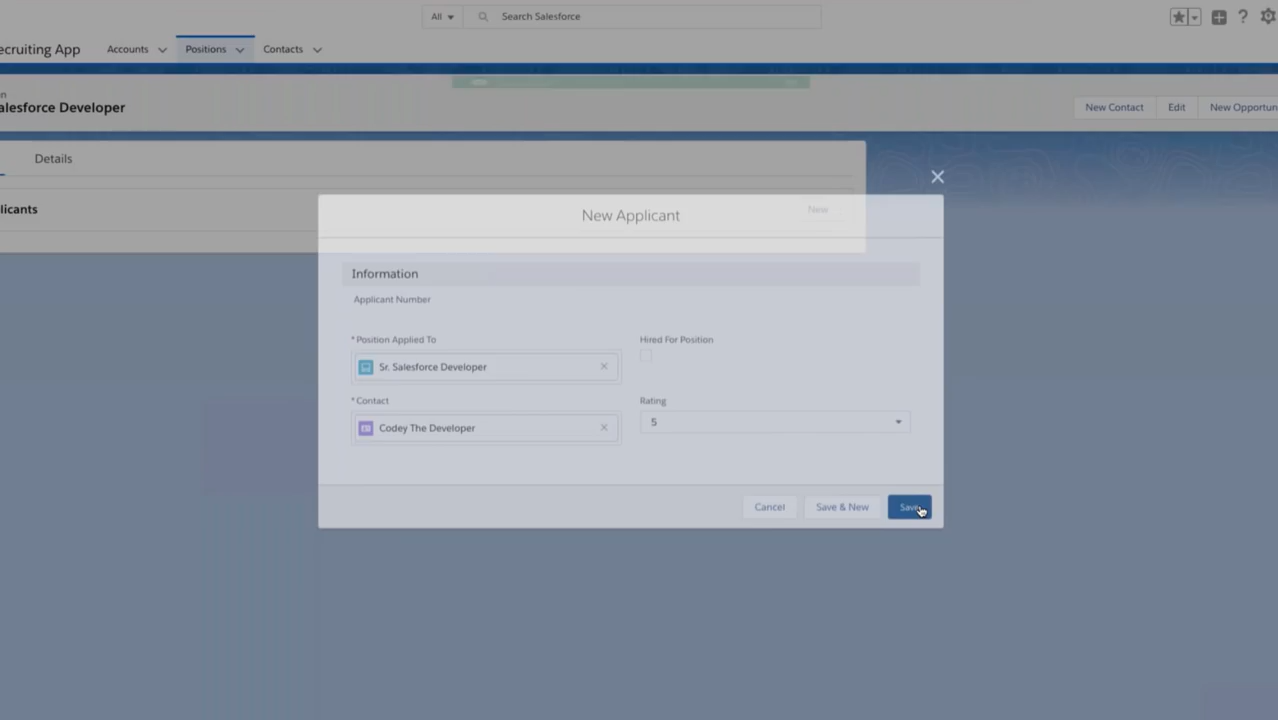 All
Search Salesforce
ecruiting App
Accounts
Positions
Contacts
alesforce Developer
New Contact
Edit
New Opportun
Details
licants
New
New Applicant
Information
Applicant Number
*Position Applied To
Hired For Position
Sr. Salesforce Developer
*Contact
Rating
Codey The Developer
5
Cancel
Save & New
Save